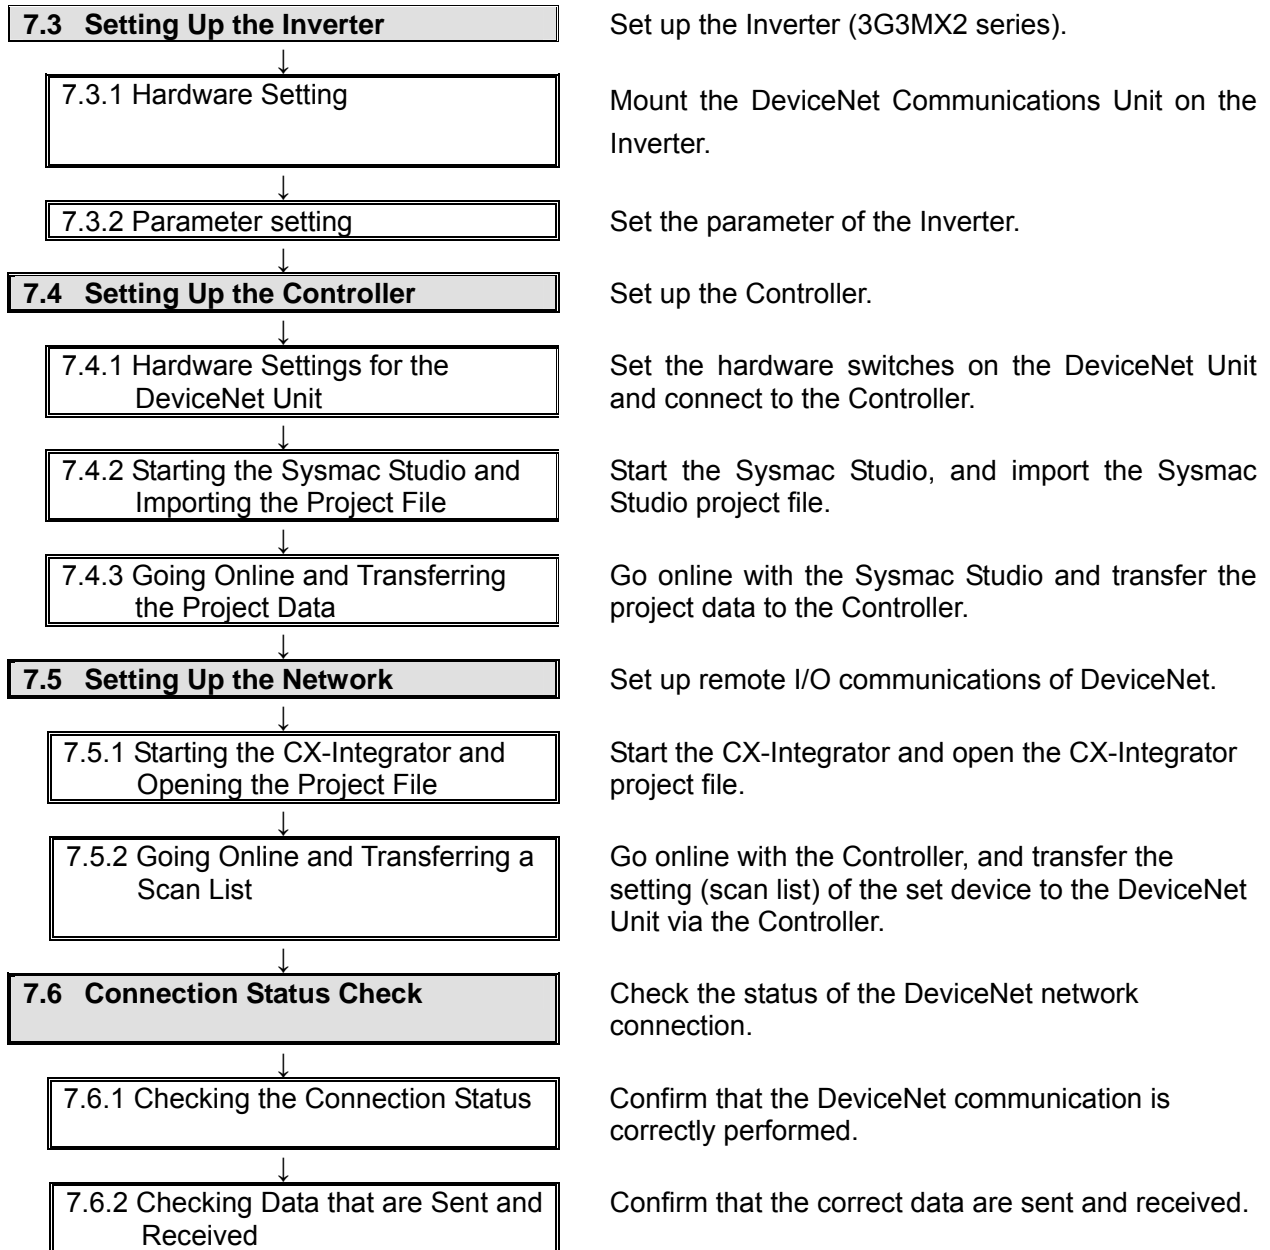 7.3 Setting Up the Inverter
Set up the Inverter (3G3MX2 series).
↓
7.3.1 Hardware Setting
Mount the DeviceNet Communications Unit on the
Inverter.
↓
7.3.2 Parameter setting
Set the parameter of the Inverter.
↓
7.4 Setting Up the Controller
Set up the Controller.
↓
7.4.1 Hardware Settings for the
DeviceNet Unit
Set the hardware switches on the DeviceNet Unit
and connect to the Controller.
↓
7.4.2 Starting the Sysmac Studio and
Importing the Project File
Start the Sysmac Studio, and import the Sysmac
Studio project file.
↓
7.4.3 Going Online and Transferring
the Project Data
Go online with the Sysmac Studio and transfer the
project data to the Controller.
↓
7.5 Setting Up the Network
Set up remote I/O communications of DeviceNet.
↓
7.5.1 Starting the CX-Integrator and
Opening the Project File
Start the CX-Integrator and open the CX-Integrator
project file.
↓
7.5.2 Going Online and Transferring a
Scan List
Go online with the Controller, and transfer the
setting (scan list) of the set device to the DeviceNet
Unit via the Controller.
↓
7.6 Connection Status Check
Check the status of the DeviceNet network
connection.
↓
7.6.1 Checking the Connection Status
Confirm that the DeviceNet communication is
correctly performed.
↓
7.6.2 Checking Data that are Sent and
Received
Confirm that the correct data are sent and received.